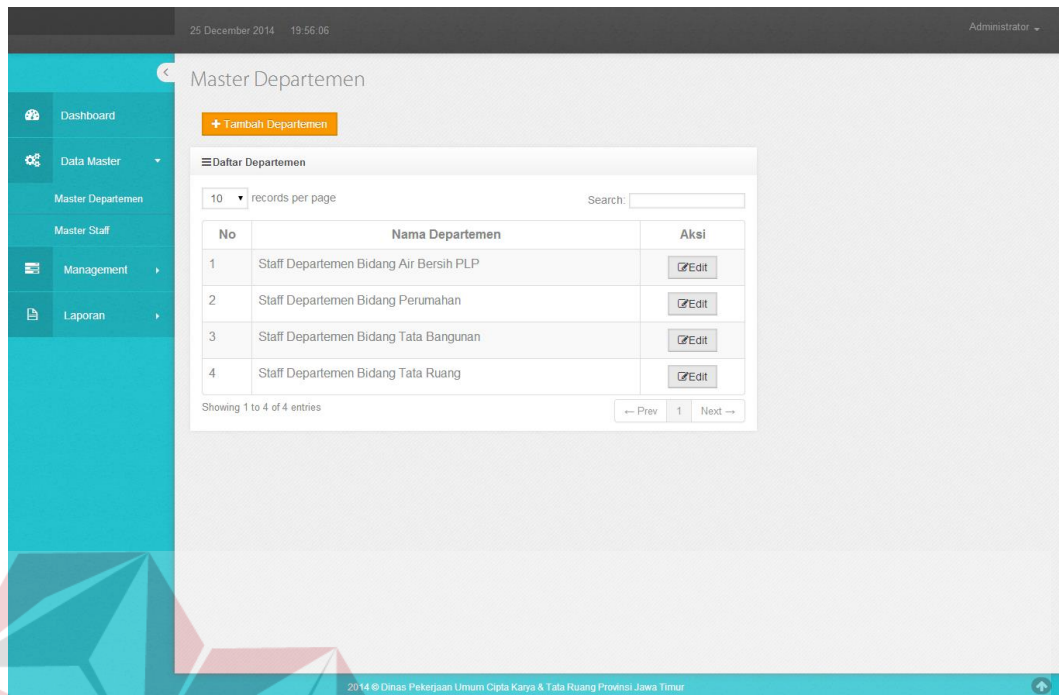 25 December 2014 19:56:06
Administrator
Master Departemen
Dashboard
Data Master
Master Departemen
Master Staff
Management
Laporan
+ Tambah Departemen
Daftar Departemen
10 records per page
Search:
No Nama Departemen Aksi
1 Staff Departemen Bidang Air Bersih PLP Edit
2 Staff Departemen Bidang Perumahan Edit
3 Staff Departemen Bidang Tata Bangunan Edit
4 Staff Departemen Bidang Tata Ruang Edit
Showing 1 to 4 of 4 entries
← Prev 1 Next →
2014 © Dinas Pekerjaan Umum Cipta Karya & Tata Ruang Provinsi Jawa Timur